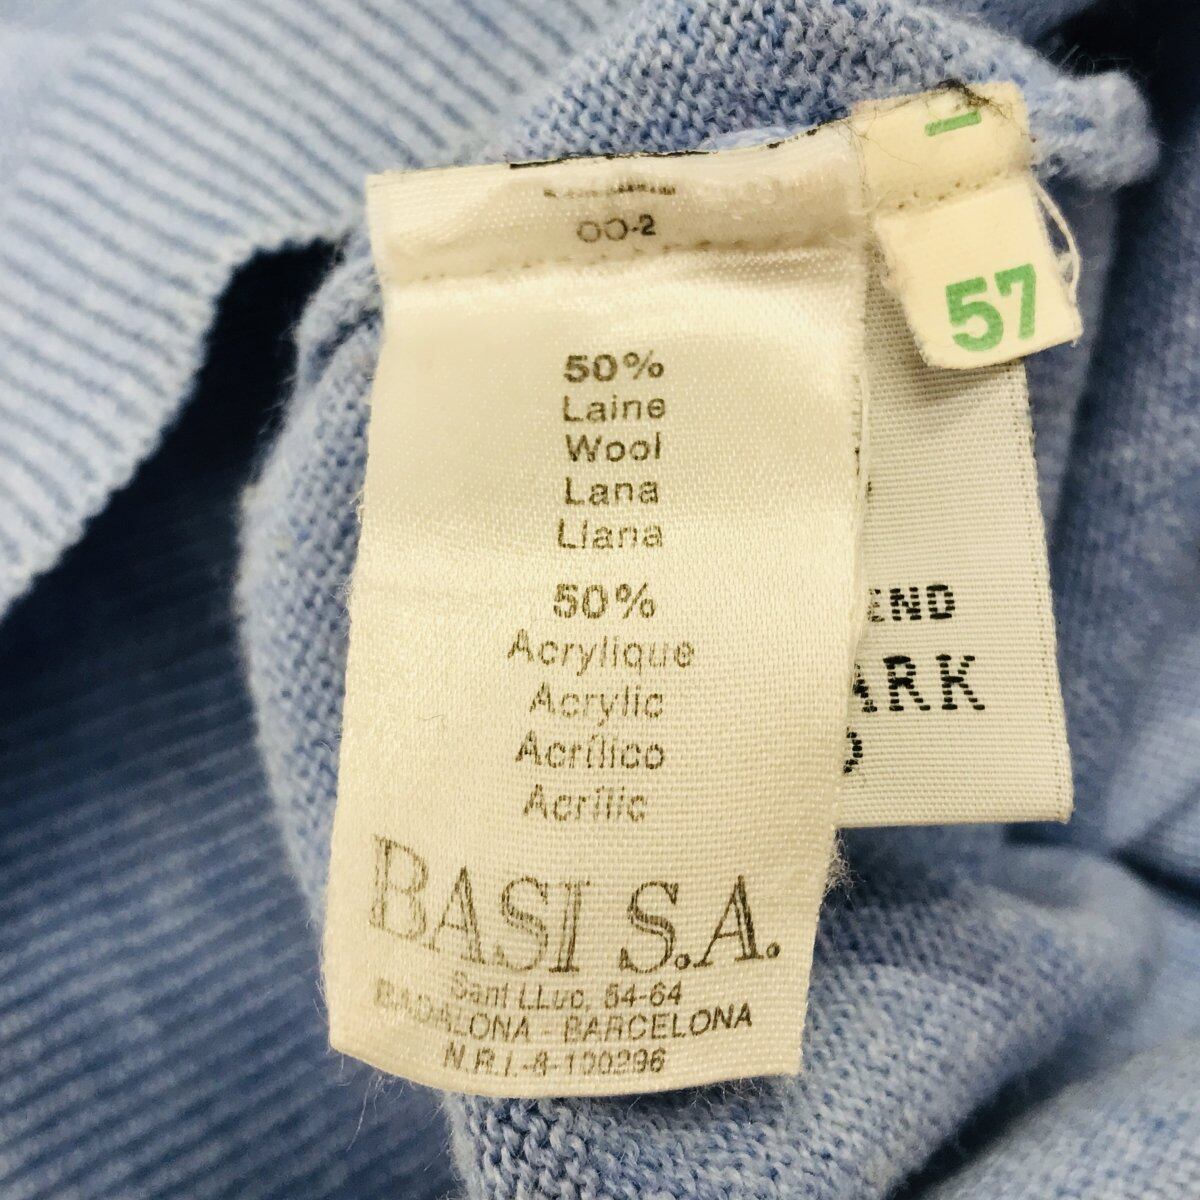 OO-2
50%
Laine
Wool
Lana
Llana
50%
Acrylique
Acrylic
Acrílico
Acrílic
BASI S.A.
Sant LLuc, 54-64
BADALONA - BARCELONA
N.R.I.-8-100296
57
END
ARK